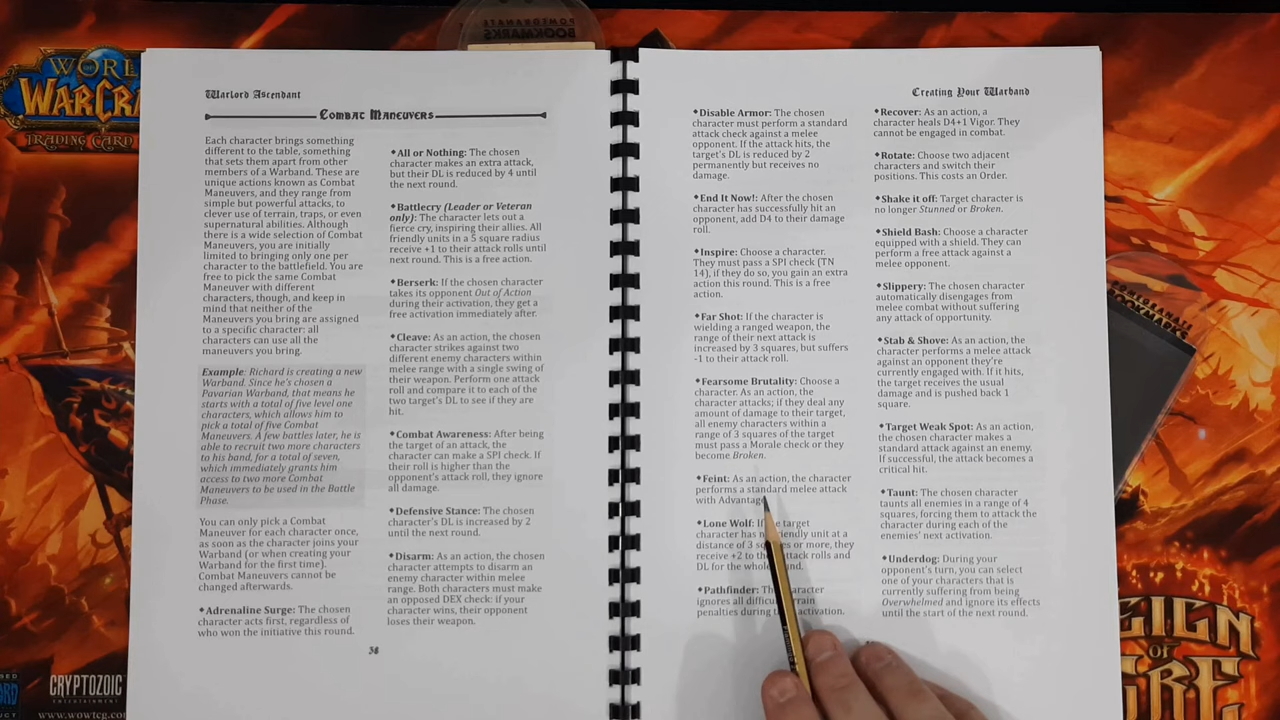 POMEGRANATE
BOOKMARKS
WORL
WARCRA
TRADING CARD
Warlord Ascendant
Combat Maneuvers
Each character brings something
different to the table, something
that sets them apart from other
members of a Warband. These are
unique actions known as Combat
Maneuvers, and they range from
simple but powerful attacks, to
clever use of terrain, traps, or even
supernatural abilities. Although
there is a wide selection of Combat
Maneuvers, you are initially
limited to bringing only one per
character to the battlefield. You are
free to pick the same Combat
Maneuver with different
characters, though, and keep in
mind that neither of the
Maneuvers you bring are assigned
to a specific character: all
characters can use all the
maneuvers you bring.
Example: Richard is creating a new
Warband. Since he's chosen a
Pavarian Warband, that means he
starts with a total of five level one
characters, which allows him to
pick a total of five Combat
Maneuvers. A few battles later, he is
able to recruit two more characters
to his band, for a total of seven,
which immediately grants him
access to two more Combat
Maneuvers to be used in the Battle
Phase.
You can only pick a Combat
Maneuver for each character once,
as soon as the character joins your
Warband (or when creating your
Warband for the first time).
Combat Maneuvers cannot be
changed afterwards.
◆Adrenaline Surge: The chosen
character acts first, regardless of
who won the initiative this round.
◆All or Nothing: The chosen
character makes an extra attack,
but their DL is reduced by 4 until
the next round.
◆Battlecry (Leader or Veteran
only): The character lets out a
fierce cry, inspiring their allies. All
friendly units in a 5 square radius
receive +1 to their attack rolls until
next round. This is a free action.
◆Berserk: If the chosen character
takes its opponent Out of Action
during their activation, they get a
free activation immediately after.
◆Cleave: As an action, the chosen
character strikes against two
different enemy characters within
melee range with a single swing of
their weapon. Perform one attack
roll and compare it to each of the
two target's DL to see if they are
hit.
◆Combat Awareness: After being
the target of an attack, the
character can make a SPI check. If
their roll is higher than the
opponent's attack roll, they ignore
all damage.
◆Defensive Stance: The chosen
character's DL is increased by 2
until the next round.
◆Disarm: As an action, the chosen
character attempts to disarm an
enemy character within melee
range. Both characters must make
an opposed DEX check: if your
character wins, their opponent
loses their weapon.
38
Creating Your Warband
◆Disable Armor: The chosen
character must perform a standard
attack check against a melee
opponent. If the attack hits, the
target's DL is reduced by 2
permanently but receives no
damage.
◆End It Now!: After the chosen
character has successfully hit an
opponent, add D4 to their damage
roll.
◆Inspire: Choose a character.
They must pass a SPI check (TN
14), if they do so, you gain an extra
action this round. This is a free
action.
◆Far Shot: If the character is
wielding a ranged weapon, the
range of their next attack is
increased by 3 squares, but suffers
-1 to their attack roll.
◆Fearsome Brutality: Choose a
character. As an action, the
character attacks; if they deal any
amount of damage to their target,
all enemy characters within a
range of 3 squares of the target
must pass a Morale check or they
become Broken.
◆Feint: As an action, the character
performs a standard melee attack
with Advantage
◆Lone Wolf: target
character has friendly unit at a
distance of 3 or more, they
receive +2 to attack rolls and
DL for the whole
◆Pathfinder:
ignores all
penalties during activation.
◆Recover: As an action, a
character heals D4+1 Vigor. They
cannot be engaged in combat.
◆Rotate: Choose two adjacent
characters and switch their
positions. This costs an Order.
◆Shake it off: Target character is
no longer Stunned or Broken.
◆Shield Bash: Choose a character
equipped with a shield. They can
perform a free attack against a
melee opponent.
◆Slippery: The chosen character
automatically disengages from
melee combat without suffering
any attack of opportunity.
◆Stab & Shove: As an action, the
character performs a melee attack
against an opponent they're
currently engaged with. If it hits,
the target receives the usual
damage and is pushed back 1
square.
◆Target Weak Spot: As an action,
the chosen character makes a
standard attack against an enemy.
If successful, the attack becomes a
critical hit.
◆Taunt: The chosen character
taunts all enemies in a range of 4
squares, forcing them to attack the
character during each of the
enemies' next activation.
◆Underdog: During your
opponent's turn, you can select
one of your characters that is
currently suffering from being
Overwhelmed and ignore its effects
until the start of the next round.
BOOKMARKS
CRYPTOZOIC
ENTERTAINMENT
www.wowtcg.com
EIGN
OF